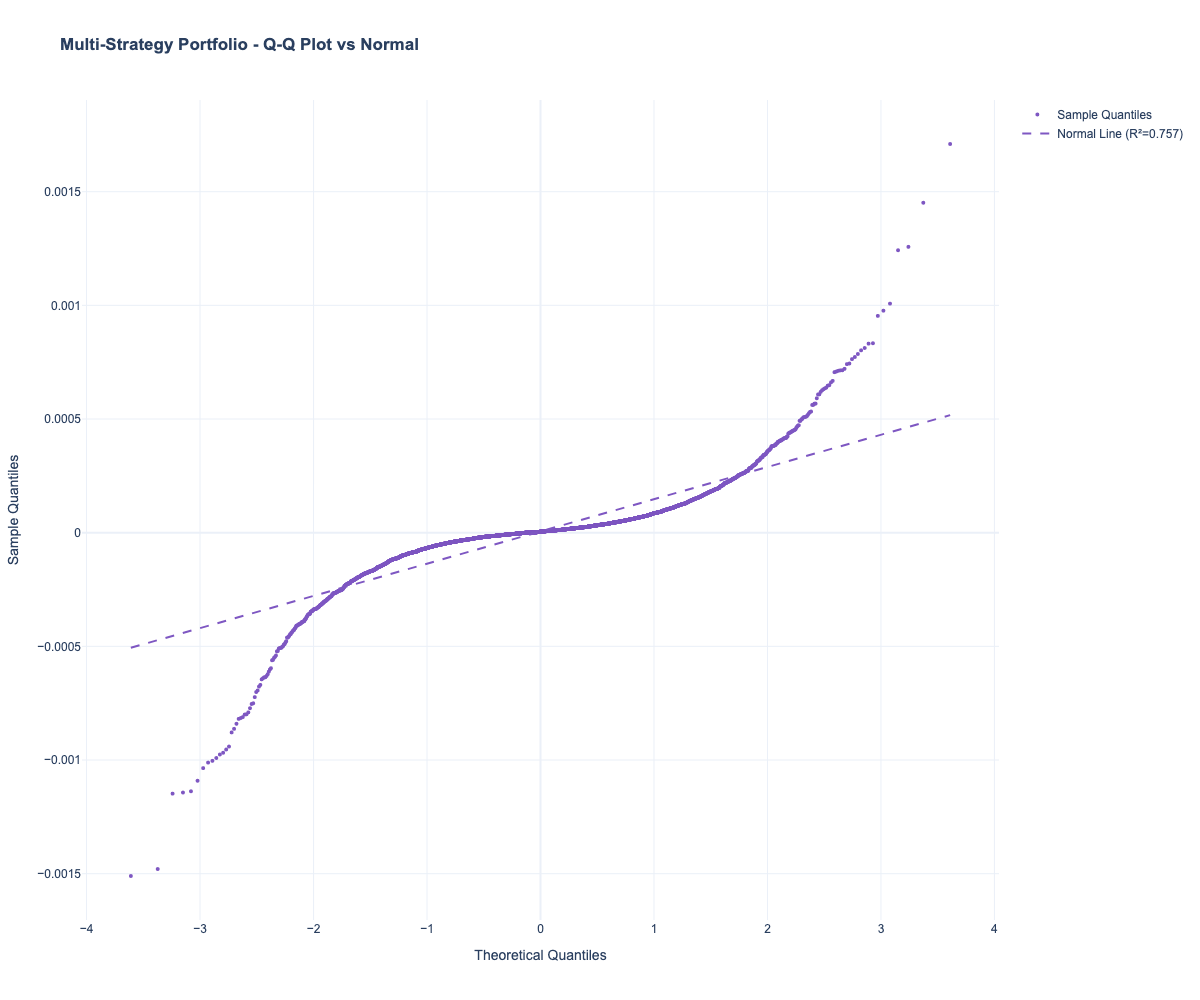 Multi-Strategy Portfolio - Q-Q Plot vs Normal
Sample Quantiles
Normal Line (R²=0.757)
0.0015
0.001
0.0005
0
−0.0005
−0.001
−0.0015
Sample Quantiles
−4 −3 −2 −1 0 1 2 3 4
Theoretical Quantiles